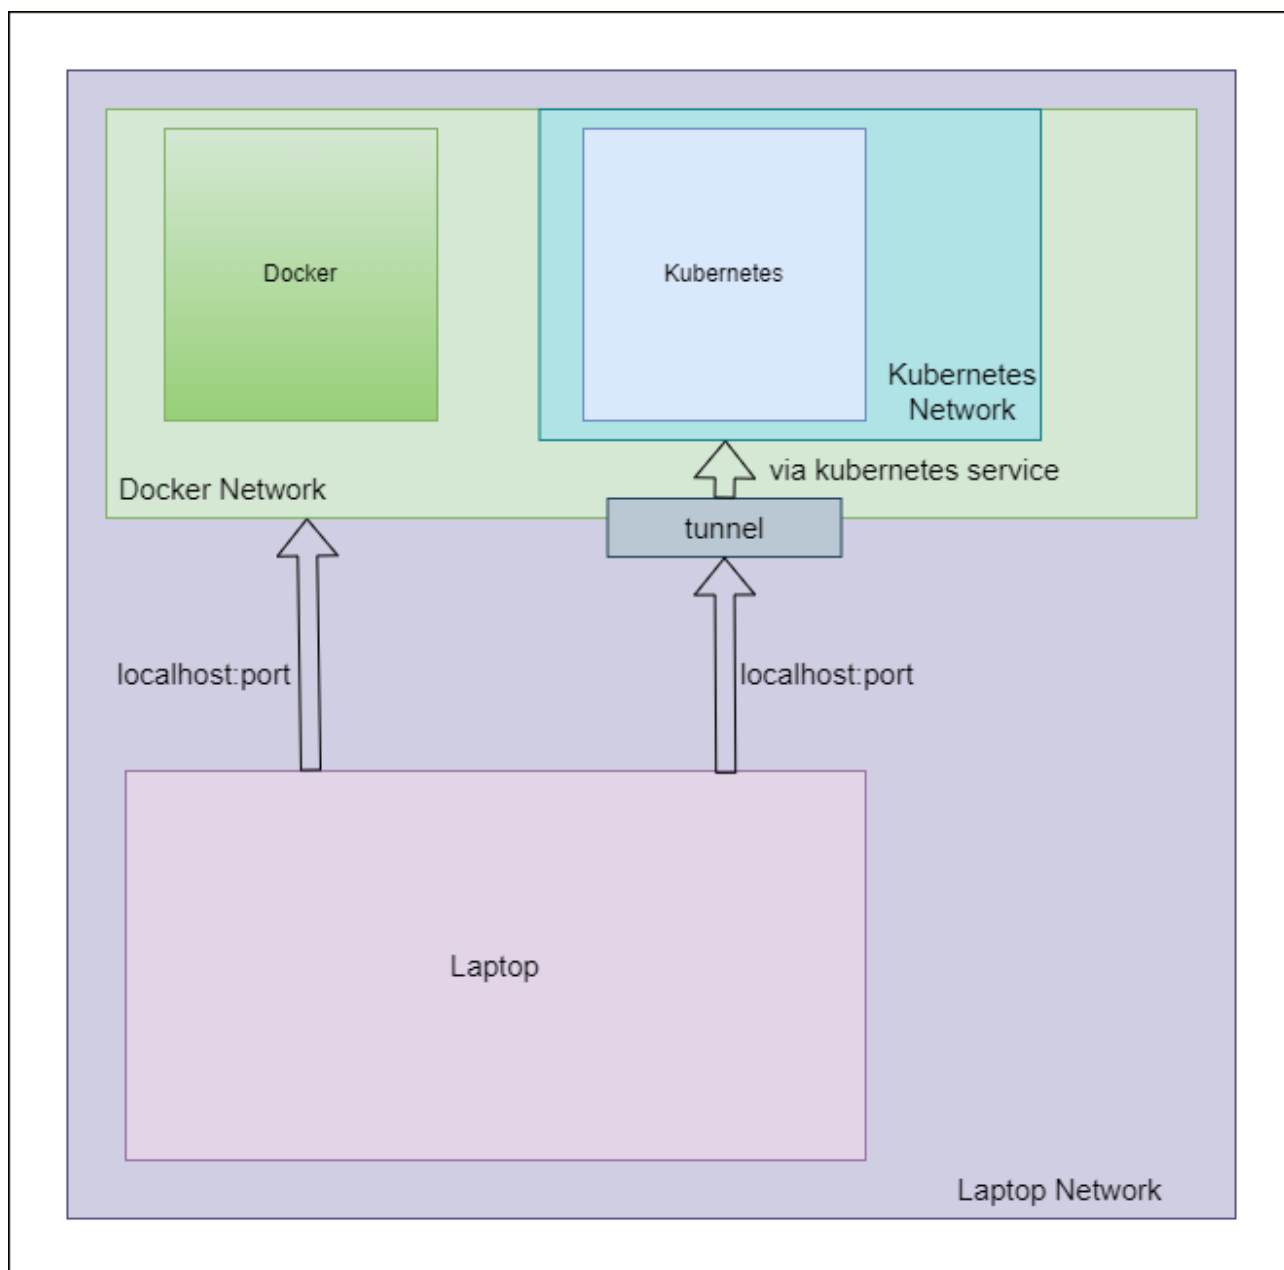 Docker
Kubernetes
Kubernetes
Network
Docker Network
via kubernetes service
tunnel
localhost:port
localhost:port
Laptop
Laptop Network